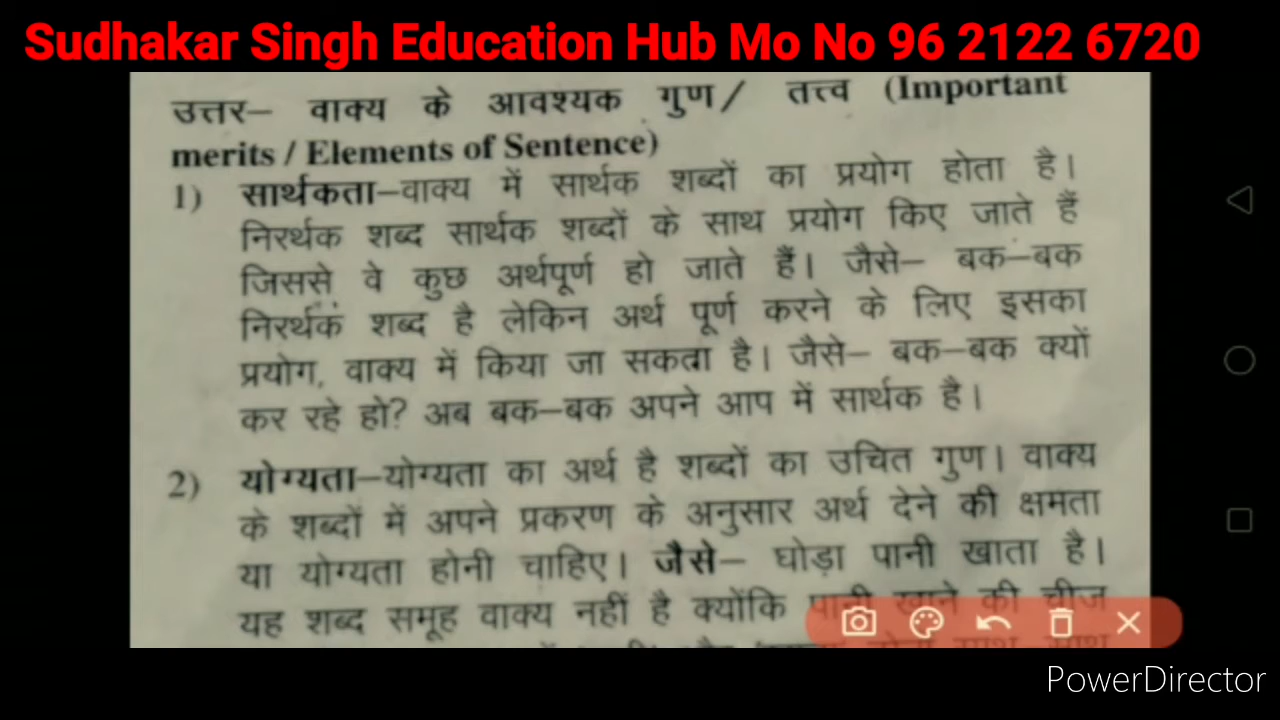 Sudhakar Singh Education Hub Mo No 96 2122 6720
उत्तर– वाक्य के आवश्यक गुण/ तत्त्व (Important
merits / Elements of Sentence)
1) सार्थकता–वाक्य में सार्थक शब्दों का प्रयोग होता है।
निरर्थक शब्द सार्थक शब्दों के साथ प्रयोग किए जाते हैं
जिससे वे कुछ अर्थपूर्ण हो जाते हैं। जैसे– बक–बक
निरर्थक शब्द है लेकिन अर्थ पूर्ण करने के लिए इसका
प्रयोग, वाक्य में किया जा सकता है। जैसे– बक–बक क्यों
कर रहे हो? अब बक–बक अपने आप में सार्थक है।
2) योग्यता–योग्यता का अर्थ है शब्दों का उचित गुण। वाक्य
के शब्दों में अपने प्रकरण के अनुसार अर्थ देने की क्षमता
या योग्यता होनी चाहिए। जैसे– घोड़ा पानी खाता है।
यह शब्द समूह वाक्य नहीं है क्योंकि पानी खाने की चीज
PowerDirector